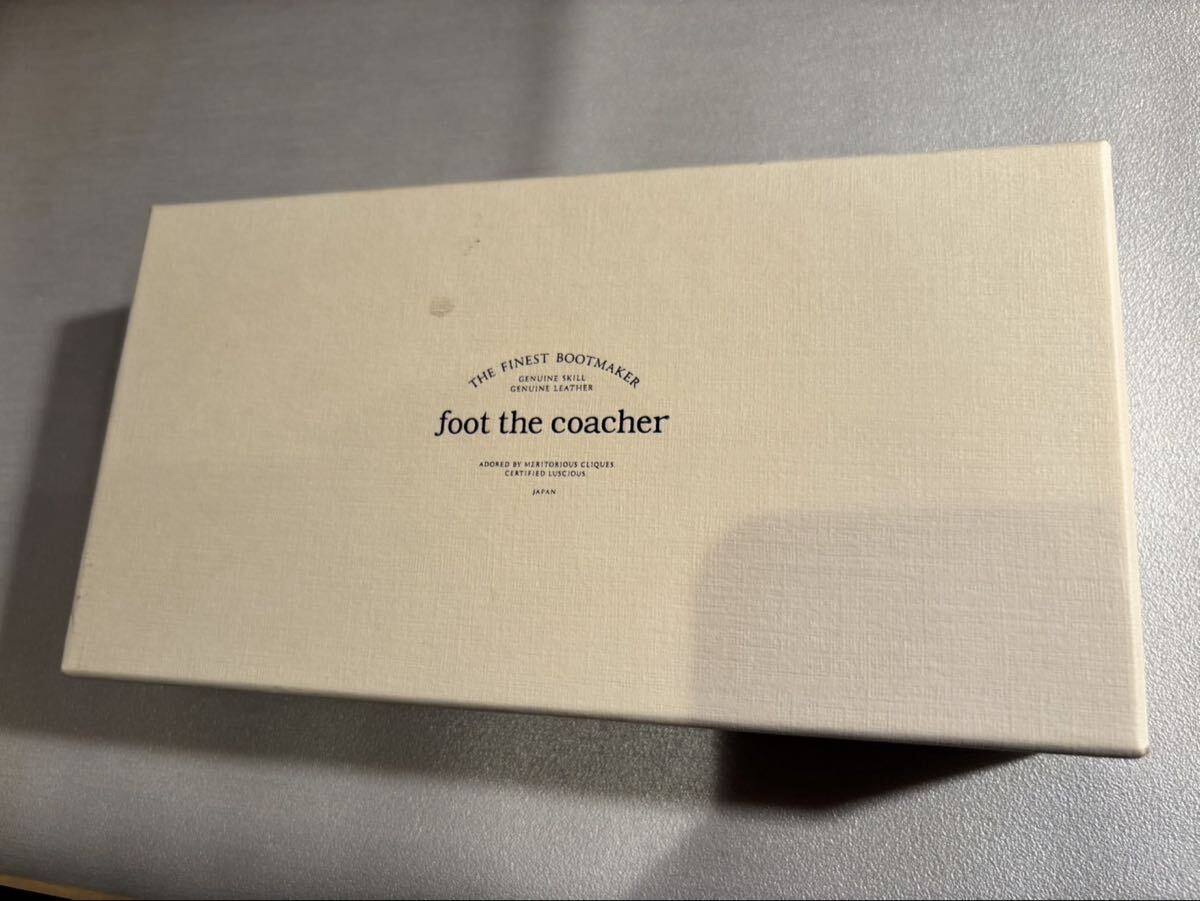 THE FINEST BOOTMAKER
GENUINE SKILL
GENUINE LEATHER
foot the coacher
ADORED BY MERITORIOUS CLIQUES
CERTIFIED LUSCIOUS
JAPAN